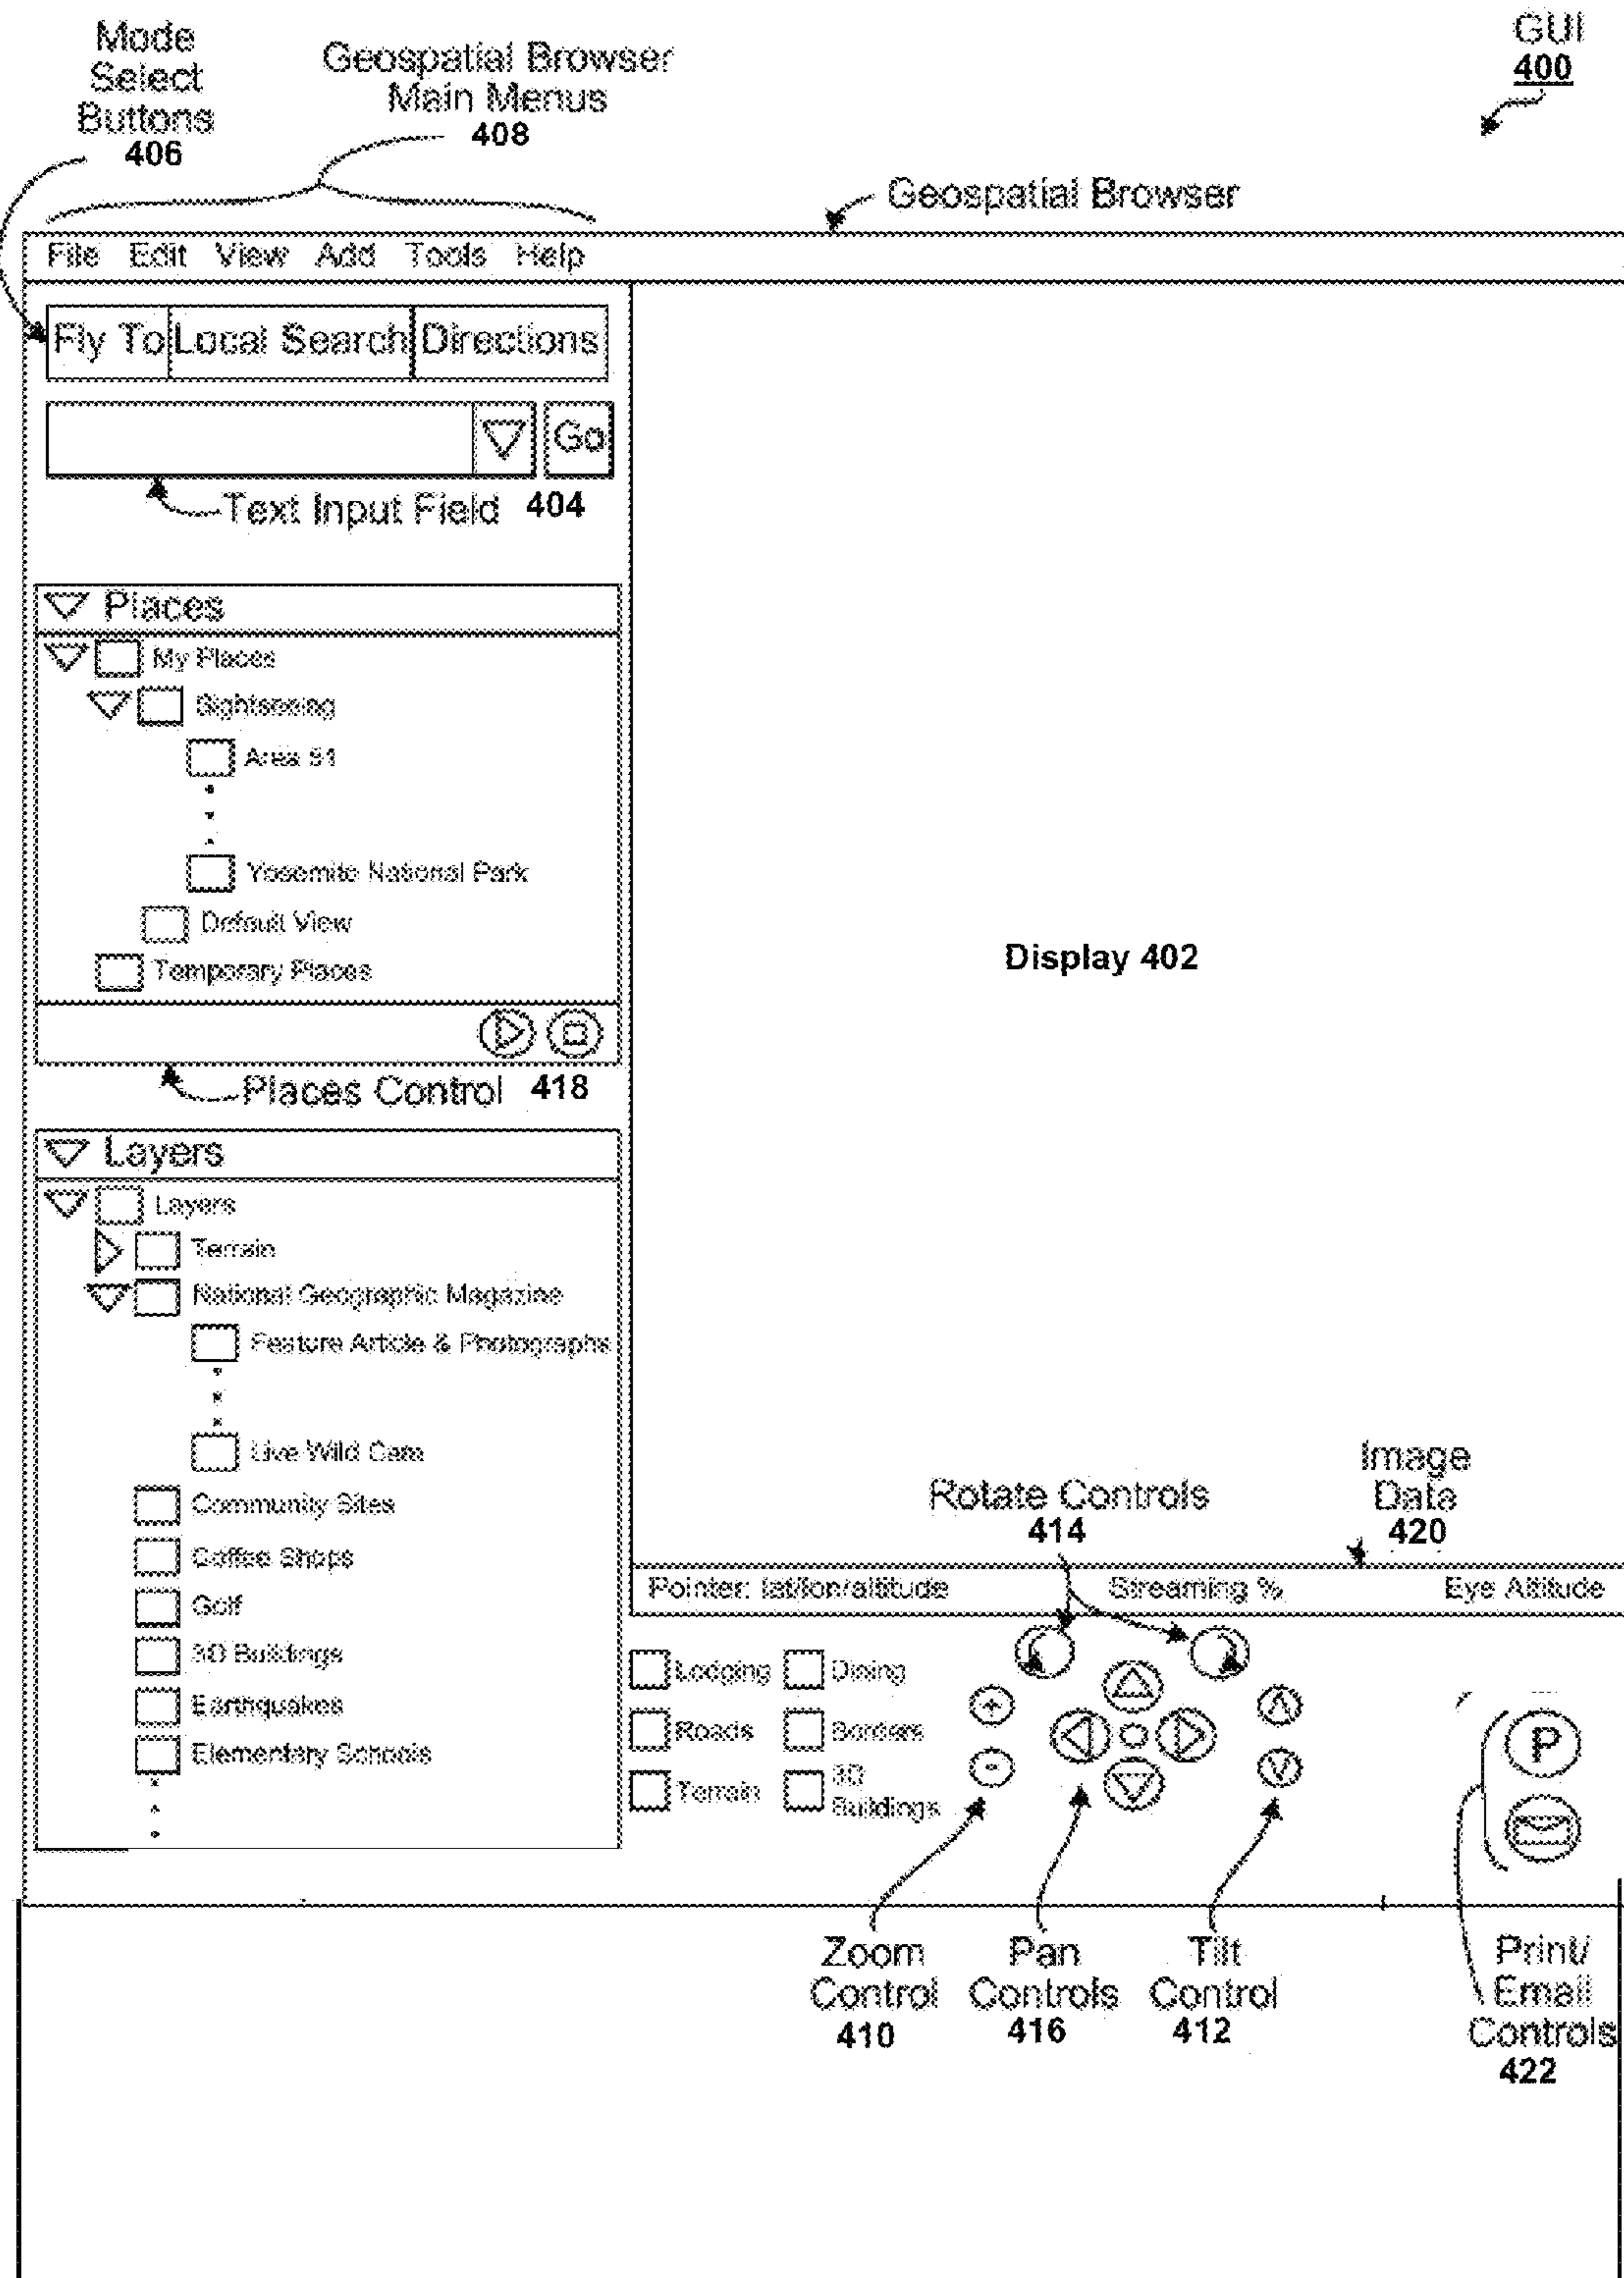 Mode
Select
Buttons
406
Geospatial Browser
Main Menus
408
GUI
400
Geospatial Browser
File Edit View Add Tools Help
Fly To Local Search Directions
Go
Text Input Field 404
Places
My Places
Sightseeing
Area 51
Yosemite National Park
Default View
Temporary Places
Display 402
Places Control 418
Layers
Layers
Terrain
National Geographic Magazine
Feature Article & Photographs
Live Wild Cam
Community Sites
Coffee Shops
Golf
3D Buildings
Earthquakes
Elementary Schools
Rotate Controls
414
Image
Data
420
Pointer: lat/lon/altitude Streaming % Eye Altitude
Lodging Dining
Roads Borders
Terrain 3D
Buildings
+
-
P
Zoom
Control
410
Pan
Controls
416
Tilt
Control
412
Print/
Email
Controls
422